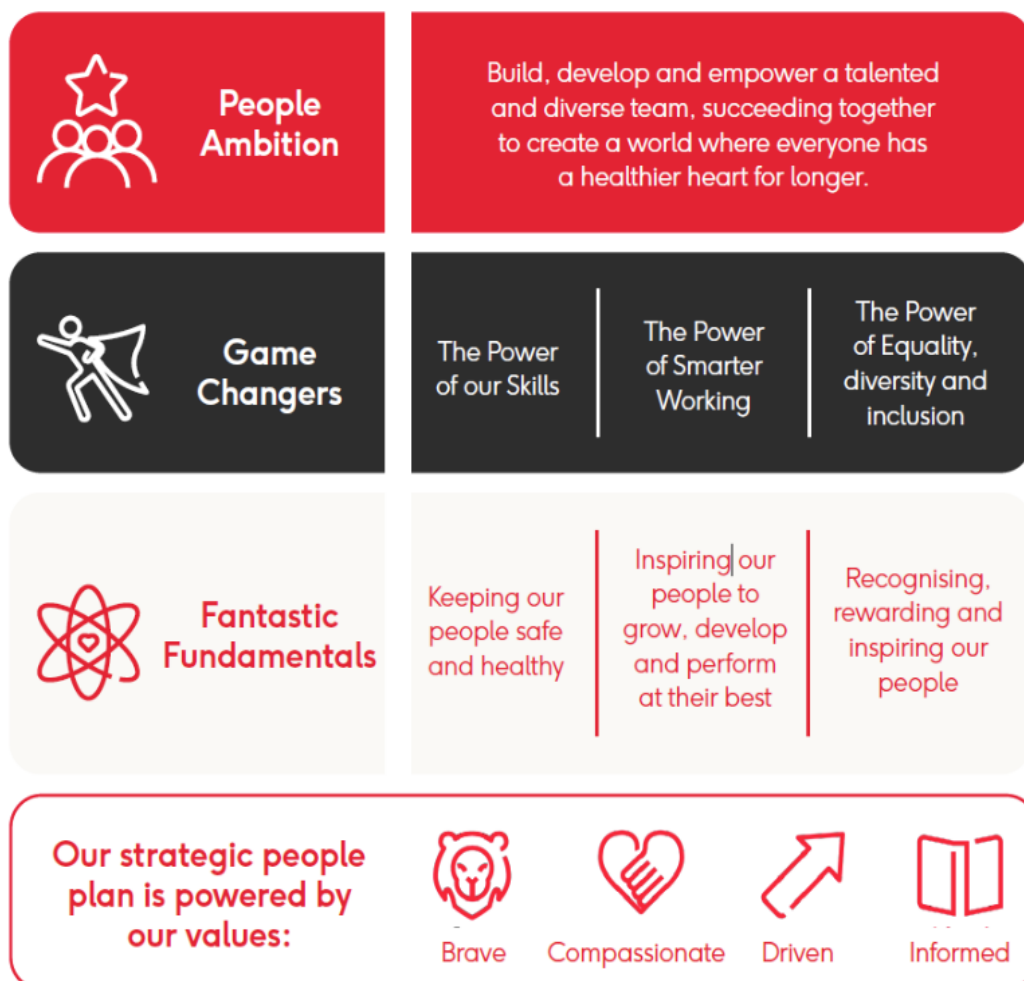 People
Ambition
Build, develop and empower a talented
and diverse team, succeeding together
to create a world where everyone has
a healthier heart for longer.
Game
Changers
The Power
of our Skills
The Power
of Smarter
Working
The Power
of Equality,
diversity and
inclusion
Fantastic
Fundamentals
Keeping our
people safe
and healthy
Inspiring our
people to
grow, develop
and perform
at their best
Recognising,
rewarding and
inspiring our
people
Our strategic people
plan is powered by
our values:
Brave
Compassionate
Driven
Informed